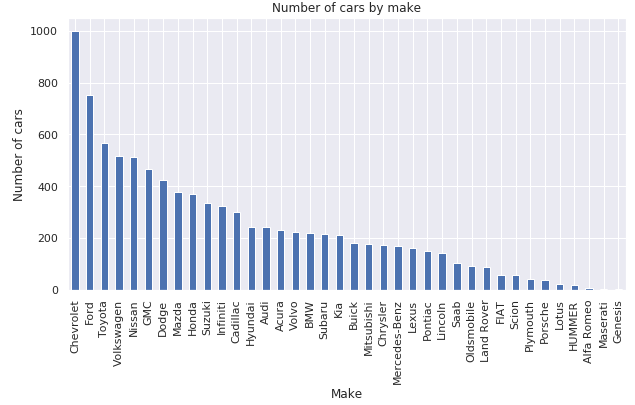 Number of cars by make
Number of cars
1000
800
600
400
200
0
Chevrolet
Ford
Toyota
Volkswagen
Nissan
GMC
Dodge
Mazda
Honda
Suzuki
Infiniti
Cadillac
Hyundai
Audi
Acura
Volvo
BMW
Subaru
Kia
Buick
Mitsubishi
Chrysler
Mercedes-Benz
Lexus
Pontiac
Lincoln
Saab
Oldsmobile
Land Rover
FIAT
Scion
Plymouth
Porsche
Lotus
HUMMER
Alfa Romeo
Maserati
Genesis
Make